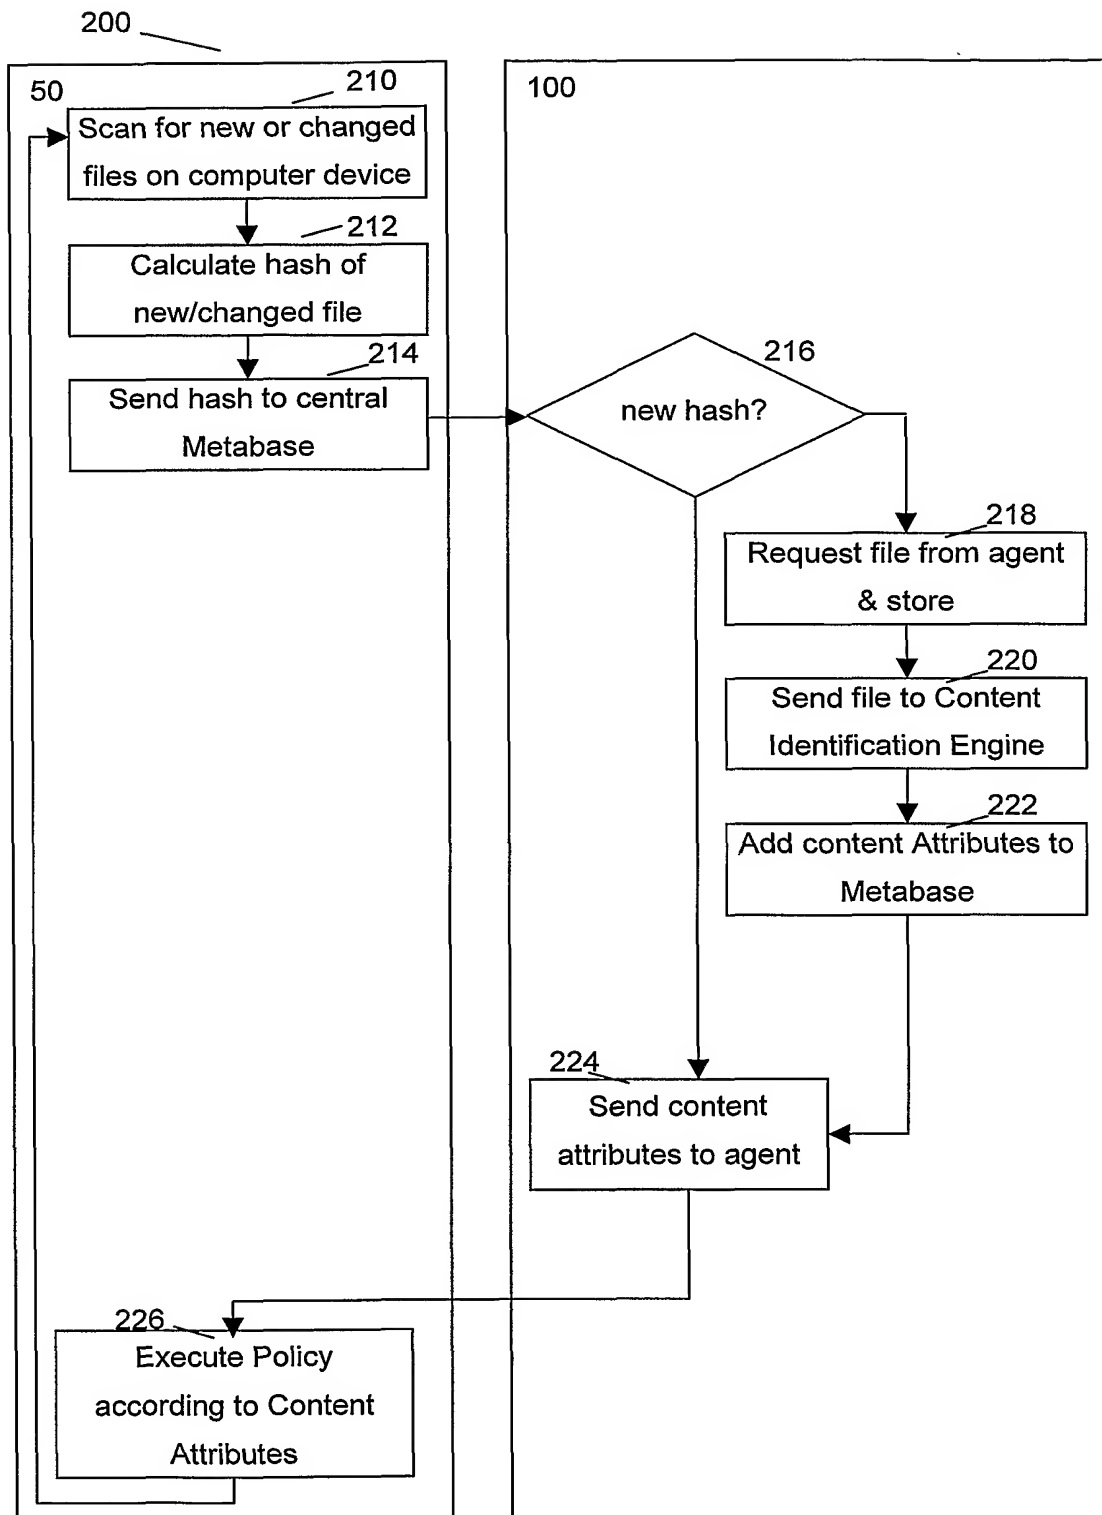 200
50
210
100
Scan for new or changed
files on computer device
212
Calculate hash of
new/changed file
214
Send hash to central
Metabase
216
new hash?
218
Request file from agent
& store
220
Send file to Content
Identification Engine
222
Add content Attributes to
Metabase
224
Send content
attributes to agent
226
Execute Policy
according to Content
Attributes